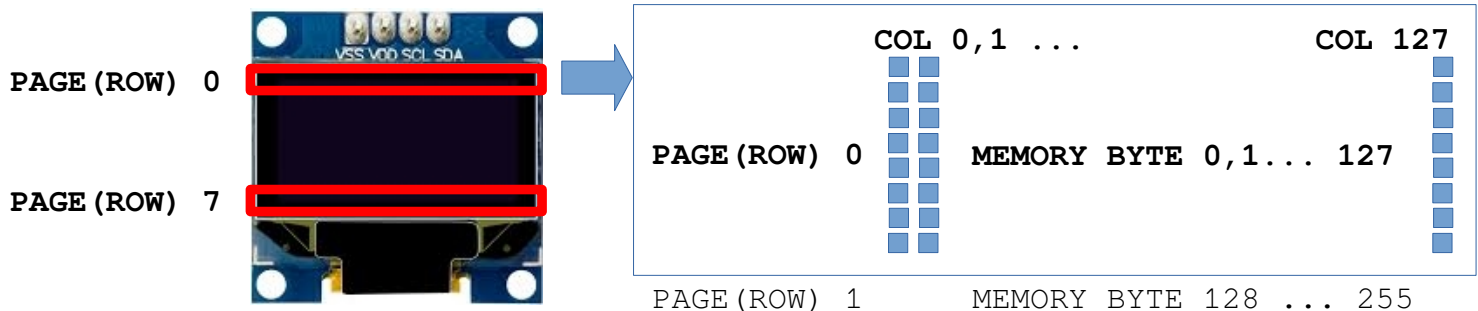 VSS VDD SCL SDA
PAGE(ROW) 0
PAGE(ROW) 7
COL 0,1 ... COL 127
PAGE(ROW) 0 MEMORY BYTE 0,1... 127
PAGE(ROW) 1 MEMORY BYTE 128 ... 255